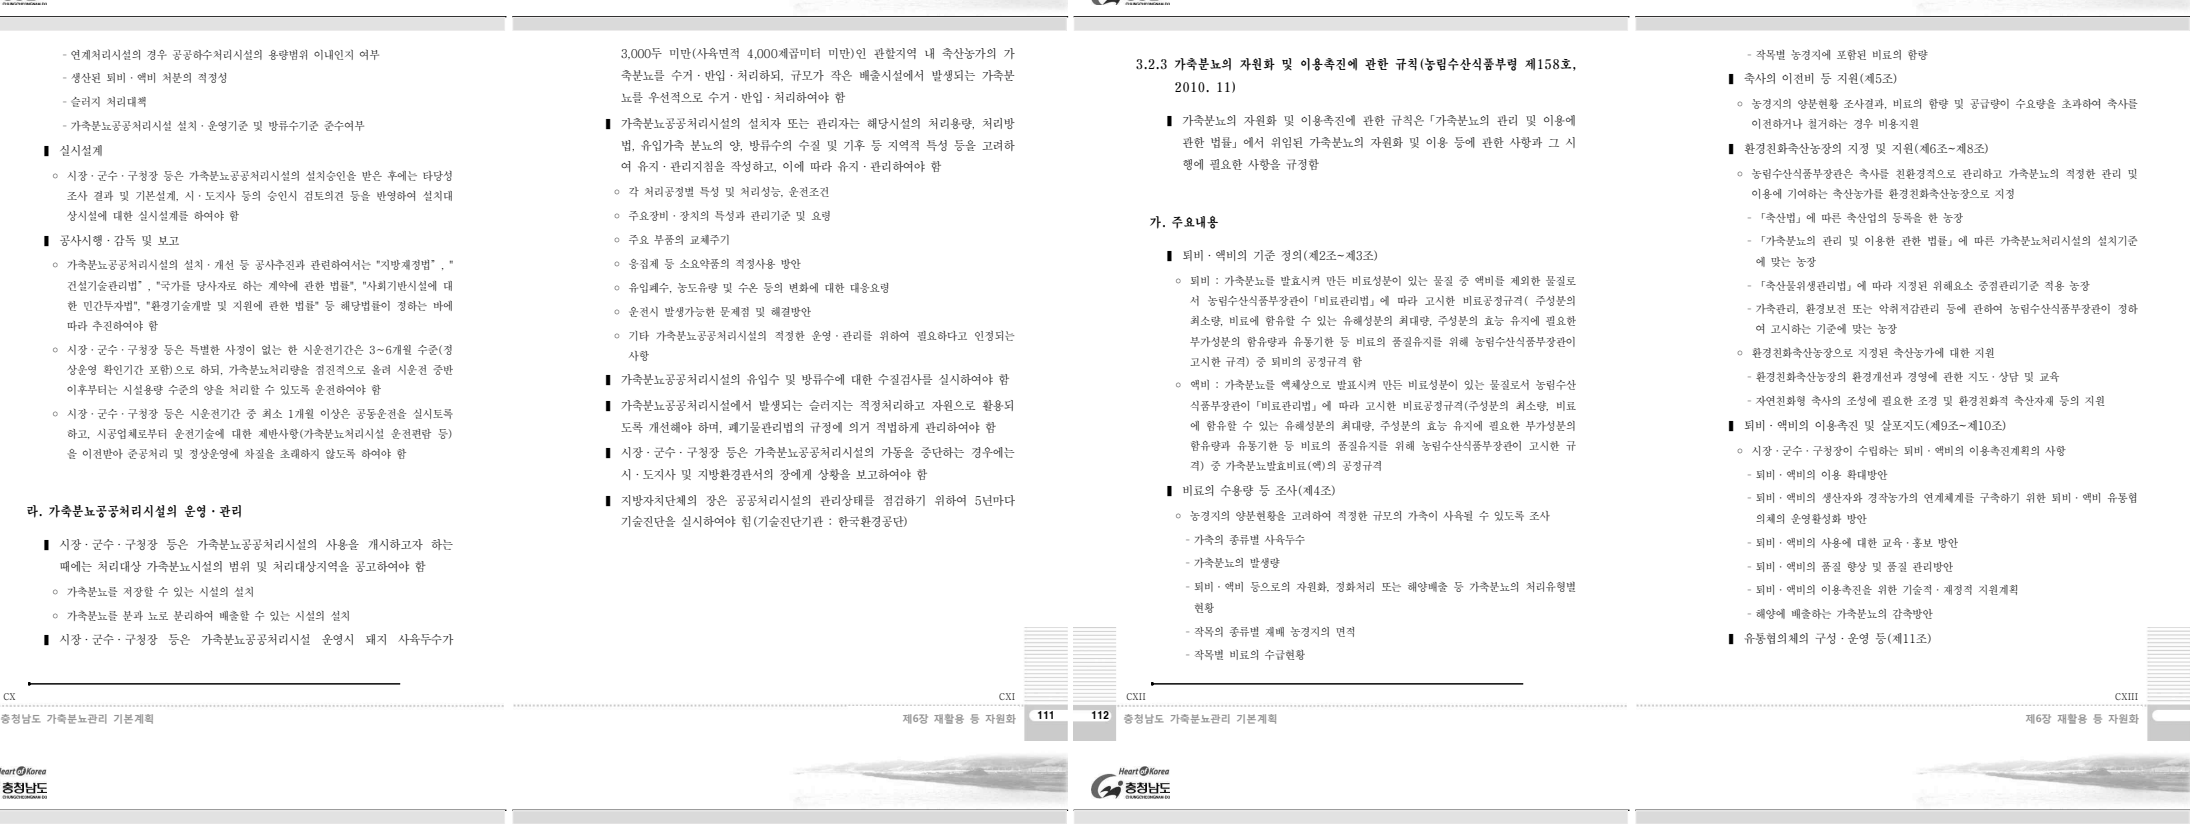 - 연계처리시설의 경우 공공하수처리시설의 용량범위 이내인지 여부
- 생산된 퇴비 · 액비 처분의 적정성
- 슬러지 처리대책
- 가축분뇨공공처리시설 설치 · 운영기준 및 방류수기준 준수여부
▌ 실시설계
○ 시장 · 군수 · 구청장 등은 가축분뇨공공처리시설의 설치승인을 받은 후에는 타당성
조사 결과 및 기본설계, 시 · 도지사 등의 승인시 검토의견 등을 반영하여 설치대
상시설에 대한 실시설계를 하여야 함
▌ 공사시행 · 감독 및 보고
○ 가축분뇨공공처리시설의 설치 · 개선 등 공사추진과 관련하여서는 "지방재정법" , "
건설기술관리법" , "국가를 당사자로 하는 계약에 관한 법률", "사회기반시설에 대
한 민간투자법", "환경기술개발 및 지원에 관한 법률" 등 해당법률이 정하는 바에
따라 추진하여야 함
○ 시장 · 군수 · 구청장 등은 특별한 사정이 없는 한 시운전기간은 3~6개월 수준(정
상운영 확인기간 포함)으로 하되, 가축분뇨처리량을 점진적으로 올려 시운전 중반
이후부터는 시설용량 수준의 양을 처리할 수 있도록 운전하여야 함
○ 시장 · 군수 · 구청장 등은 시운전기간 중 최소 1개월 이상은 공동운전을 실시토록
하고, 시공업체로부터 운전기술에 대한 제반사항(가축분뇨처리시설 운전편람 등)
을 이전받아 준공처리 및 정상운영에 차질을 초래하지 않도록 하여야 함
라. 가축분뇨공공처리시설의 운영 · 관리
▌ 시장 · 군수 · 구청장 등은 가축분뇨공공처리시설의 사용을 개시하고자 하는
때에는 처리대상 가축분뇨시설의 범위 및 처리대상지역을 공고하여야 함
○ 가축분뇨를 저장할 수 있는 시설의 설치
○ 가축분뇨를 분과 뇨로 분리하여 배출할 수 있는 시설의 설치
▌ 시장 · 군수 · 구청장 등은 가축분뇨공공처리시설 운영시 돼지 사육두수가
CX
충청남도 가축분뇨관리 기본계획
3,000두 미만(사육면적 4,000제곱미터 미만)인 관할지역 내 축산농가의 가
축분뇨를 수거 · 반입 · 처리하되, 규모가 작은 배출시설에서 발생되는 가축분
뇨를 우선적으로 수거 · 반입 · 처리하여야 함
▌ 가축분뇨공공처리시설의 설치자 또는 관리자는 해당시설의 처리용량, 처리방
법, 유입가축 분뇨의 양, 방류수의 수질 및 기후 등 지역적 특성 등을 고려하
여 유지 · 관리지침을 작성하고, 이에 따라 유지 · 관리하여야 함
○ 각 처리공정별 특성 및 처리성능, 운전조건
○ 주요장비 · 장치의 특성과 관리기준 및 요령
○ 주요 부품의 교체주기
○ 응집제 등 소요약품의 적정사용 방안
○ 유입폐수, 농도유량 및 수온 등의 변화에 대한 대응요령
○ 운전시 발생가능한 문제점 및 해결방안
○ 기타 가축분뇨공공처리시설의 적정한 운영 · 관리를 위하여 필요하다고 인정되는
사항
▌ 가축분뇨공공처리시설의 유입수 및 방류수에 대한 수질검사를 실시하여야 함
▌ 가축분뇨공공처리시설에서 발생되는 슬러지는 적정처리하고 자원으로 활용되
도록 개선해야 하며, 폐기물관리법의 규정에 의거 적법하게 관리하여야 함
▌ 시장 · 군수 · 구청장 등은 가축분뇨공공처리시설의 가동을 중단하는 경우에는
시 · 도지사 및 지방환경관서의 장에게 상황을 보고하여야 함
▌ 지방자치단체의 장은 공공처리시설의 관리상태를 점검하기 위하여 5년마다
기술진단을 실시하여야 힘(기술진단기관 : 한국환경공단)
CXI
제6장 재활용 등 자원화 111
3.2.3 가축분뇨의 자원화 및 이용촉진에 관한 규칙(농림수산식품부령 제158호,
2010. 11)
▌ 가축분뇨의 자원화 및 이용촉진에 관한 규칙은「가축분뇨의 관리 및 이용에
관한 법률」에서 위임된 가축분뇨의 자원화 및 이용 등에 관한 사항과 그 시
행에 필요한 사항을 규정함
가. 주요내용
▌ 퇴비 · 액비의 기준 정의(제2조~제3조)
○ 퇴비 : 가축분뇨를 발효시켜 만든 비료성분이 있는 물질 중 액비를 제외한 물질로
서 농림수산식품부장관이「비료관리법」에 따라 고시한 비료공정규격( 주성분의
최소량, 비료에 함유할 수 있는 유해성분의 최대량, 주성분의 효능 유지에 필요한
부가성분의 함유량과 유통기한 등 비료의 품질유지를 위해 농림수산식품부장관이
고시한 규격) 중 퇴비의 공정규격 함
○ 액비 : 가축분뇨를 액체상으로 발표시켜 만든 비료성분이 있는 물질로서 농림수산
식품부장관이「비료관리법」에 따라 고시한 비료공정규격(주성분의 최소량, 비료
에 함유할 수 있는 유해성분의 최대량, 주성분의 효능 유지에 필요한 부가성분의
함유량과 유통기한 등 비료의 품질유지를 위해 농림수산식품부장관이 고시한 규
격) 중 가축분뇨발효비료(액)의 공정규격
▌ 비료의 수용량 등 조사(제4조)
○ 농경지의 양분현황을 고려하여 적정한 규모의 가축이 사육될 수 있도록 조사
- 가축의 종류별 사육두수
- 가축분뇨의 발생량
- 퇴비 · 액비 등으로의 자원화, 정화처리 또는 해양배출 등 가축분뇨의 처리유형별
현황
- 작목의 종류별 재배 농경지의 면적
- 작목별 비료의 수급현황
CXII
112 충청남도 가축분뇨관리 기본계획
- 작목별 농경지에 포함된 비료의 함량
▌ 축사의 이전비 등 지원(제5조)
○ 농경지의 양분현황 조사결과, 비료의 함량 및 공급량이 수요량을 초과하여 축사를
이전하거나 철거하는 경우 비용지원
▌ 환경친화축산농장의 지정 및 지원(제6조~제8조)
○ 농림수산식품부장관은 축사를 친환경적으로 관리하고 가축분뇨의 적정한 관리 및
이용에 기여하는 축산농가를 환경친화축산농장으로 지정
- 「축산법」에 따른 축산업의 등록을 한 농장
- 「가축분뇨의 관리 및 이용한 관한 법률」에 따른 가축분뇨처리시설의 설치기준
에 맞는 농장
- 「축산물위생관리법」에 따라 지정된 위해요소 중점관리기준 적용 농장
- 가축관리, 환경보전 또는 악취저감관리 등에 관하여 농림수산식품부장관이 정하
여 고시하는 기준에 맞는 농장
○ 환경친화축산농장으로 지정된 축산농가에 대한 지원
- 환경친화축산농장의 환경개선과 경영에 관한 지도 · 상담 및 교육
- 자연친화형 축사의 조성에 필요한 조경 및 환경친화적 축산자재 등의 지원
▌ 퇴비 · 액비의 이용촉진 및 살포지도(제9조~제10조)
○ 시장 · 군수 · 구청장이 수립하는 퇴비 · 액비의 이용촉진계획의 사항
- 퇴비 · 액비의 이용 확대방안
- 퇴비 · 액비의 생산자와 경작농가의 연계체계를 구축하기 위한 퇴비 · 액비 유통협
의체의 운영활성화 방안
- 퇴비 · 액비의 사용에 대한 교육 · 홍보 방안
- 퇴비 · 액비의 품질 향상 및 품질 관리방안
- 퇴비 · 액비의 이용촉진을 위한 기술적 · 재정적 지원계획
- 해양에 배출하는 가축분뇨의 감축방안
▌ 유통협의체의 구성 · 운영 등(제11조)
CXIII
제6장 재활용 등 자원화
Heart of Korea
충청남도
Heart of Korea
충청남도